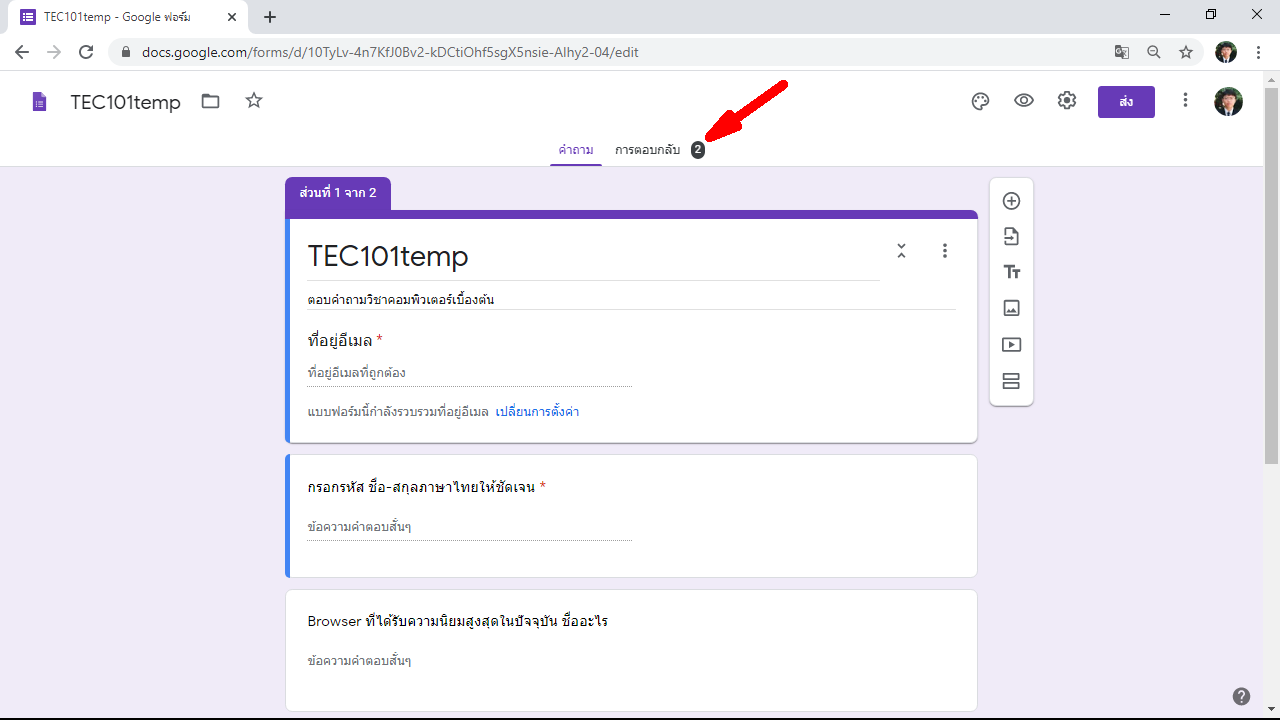 TEC101temp - Google ฟอร์ม
docs.google.com/forms/d/10TyLv-4n7KfJ0Bv2-kDCtiOhf5sgX5nsie-Alhy2-04/edit
TEC101temp
ส่ง
คำถาม การตอบกลับ 2
ส่วนที่ 1 จาก 2
TEC101temp
ตอบคำถามวิชาคอมพิวเตอร์เบื้องต้น
ที่อยู่อีเมล *
ที่อยู่อีเมลที่ถูกต้อง
แบบฟอร์มนี้กำลังรวบรวมที่อยู่อีเมล เปลี่ยนการตั้งค่า
กรอกรหัส ชื่อ-สกุลภาษาไทยให้ชัดเจน *
ข้อความคำตอบสั้นๆ
Browser ที่ได้รับความนิยมสูงสุดในปัจจุบัน ชื่ออะไร
ข้อความคำตอบสั้นๆ